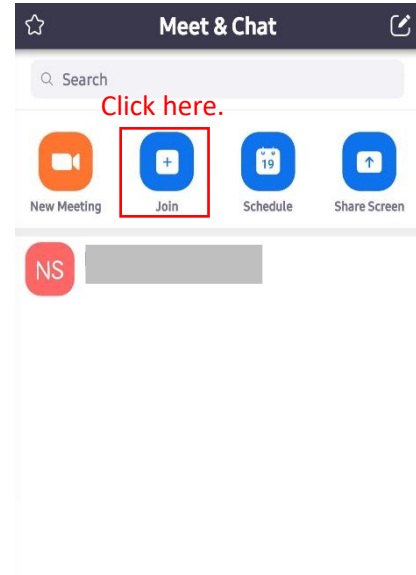 Meet & Chat
Search
Click here.
19
New Meeting
Join
Schedule
Share Screen
NS